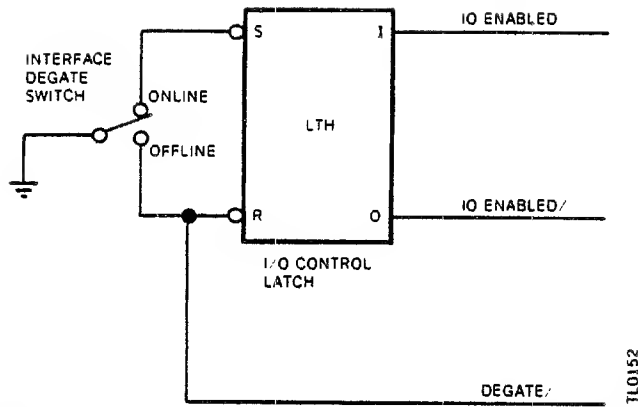 INTERFACE
DEGATE
SWITCH
ONLINE
OFFLINE
S
I
LTH
R
O
IO ENABLED
IO ENABLED/
I/O CONTROL
LATCH
DEGATE/
TL0152